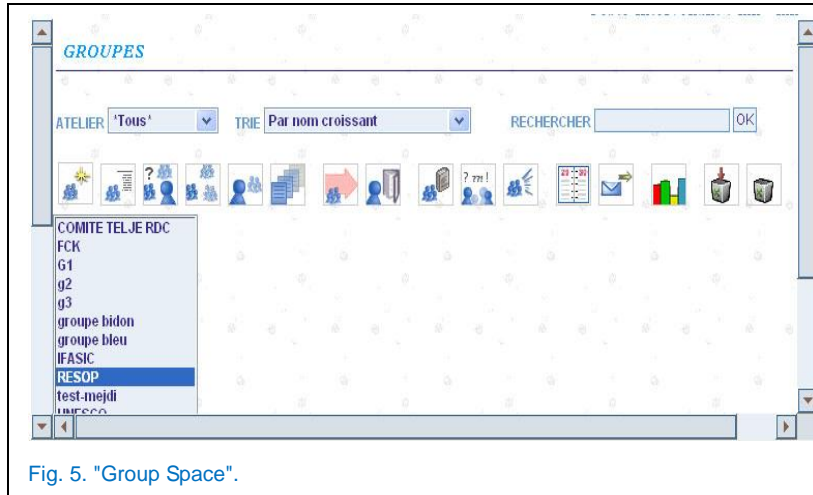 GROUPES
ATELIER *Tous* TRIE Par nom croissant RECHERCHER OK
COMITE TELJE RDC
FCK
G1
g2
g3
groupe bidon
groupe bleu
IFASIC
RESOP
test-mejdi
UNESCO
Fig. 5. "Group Space".